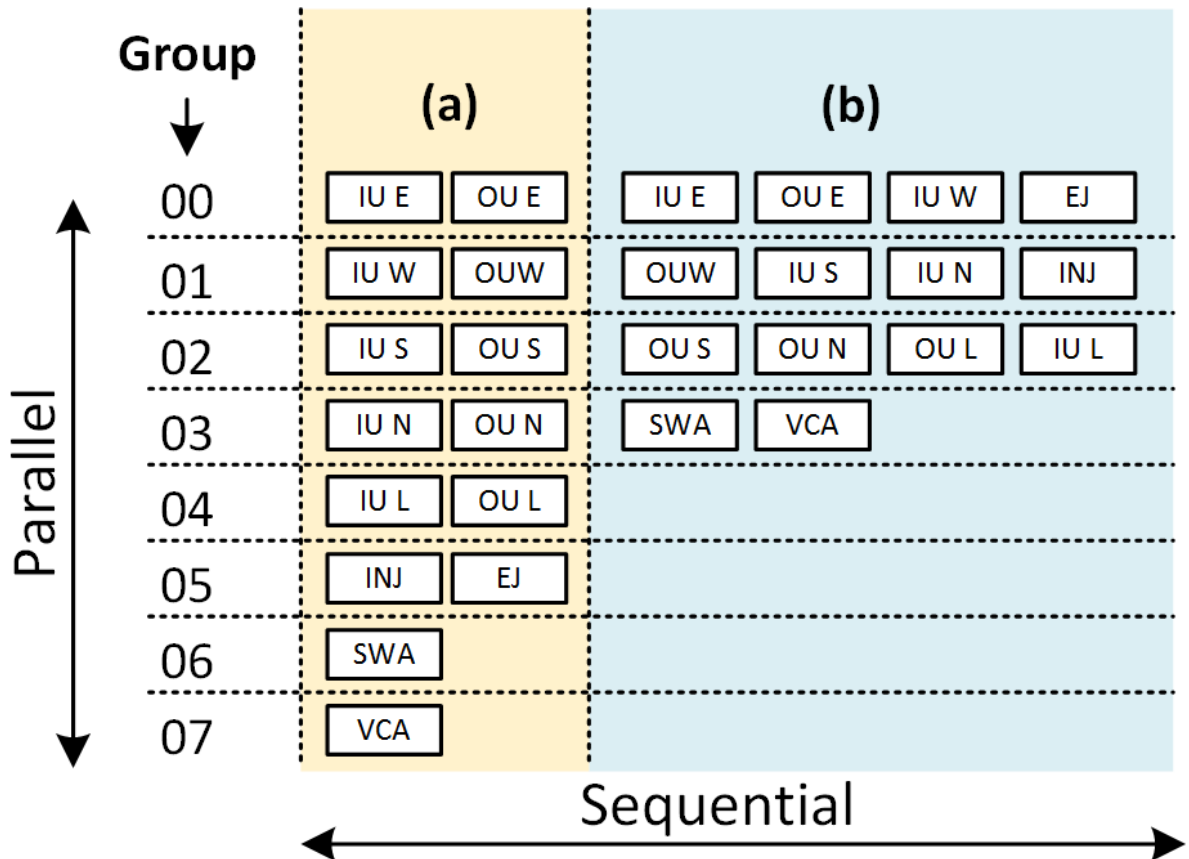 Group
(a) (b)
00 IU E OU E IU E OU E IU W EJ
01 IU W OUW OUW IU S IU N INJ
02 IU S OU S OU S OU N OU L IU L
03 IU N OU N SWA VCA
04 IU L OU L
05 INJ EJ
06 SWA
07 VCA
Parallel
Sequential